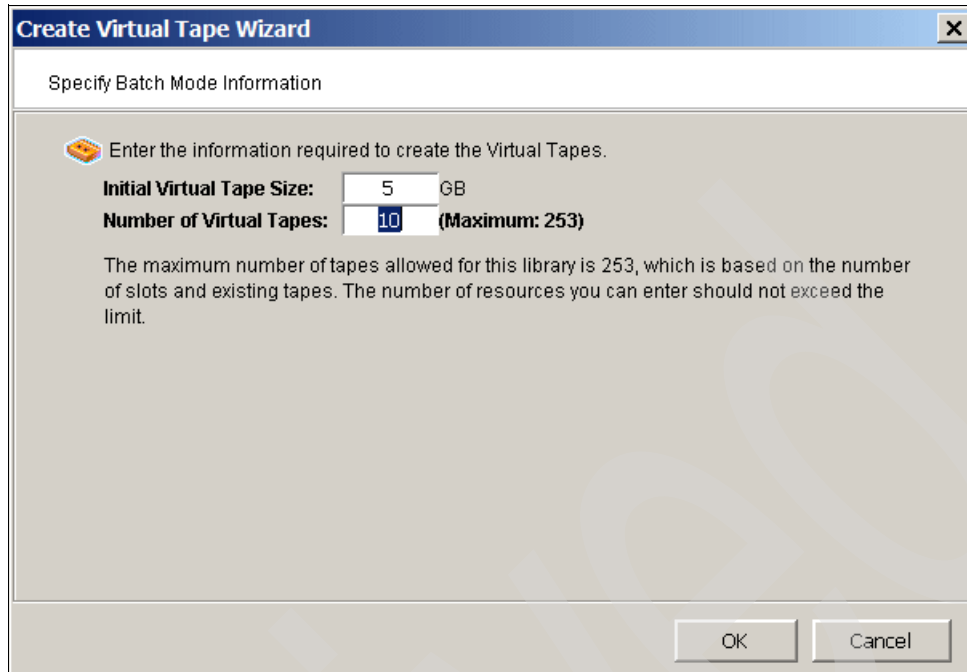 Create Virtual Tape Wizard
Specify Batch Mode Information
Enter the information required to create the Virtual Tapes.
Initial Virtual Tape Size: 5 GB
Number of Virtual Tapes: 10 (Maximum: 253)
The maximum number of tapes allowed for this library is 253, which is based on the number
of slots and existing tapes. The number of resources you can enter should not exceed the
limit.
OK Cancel